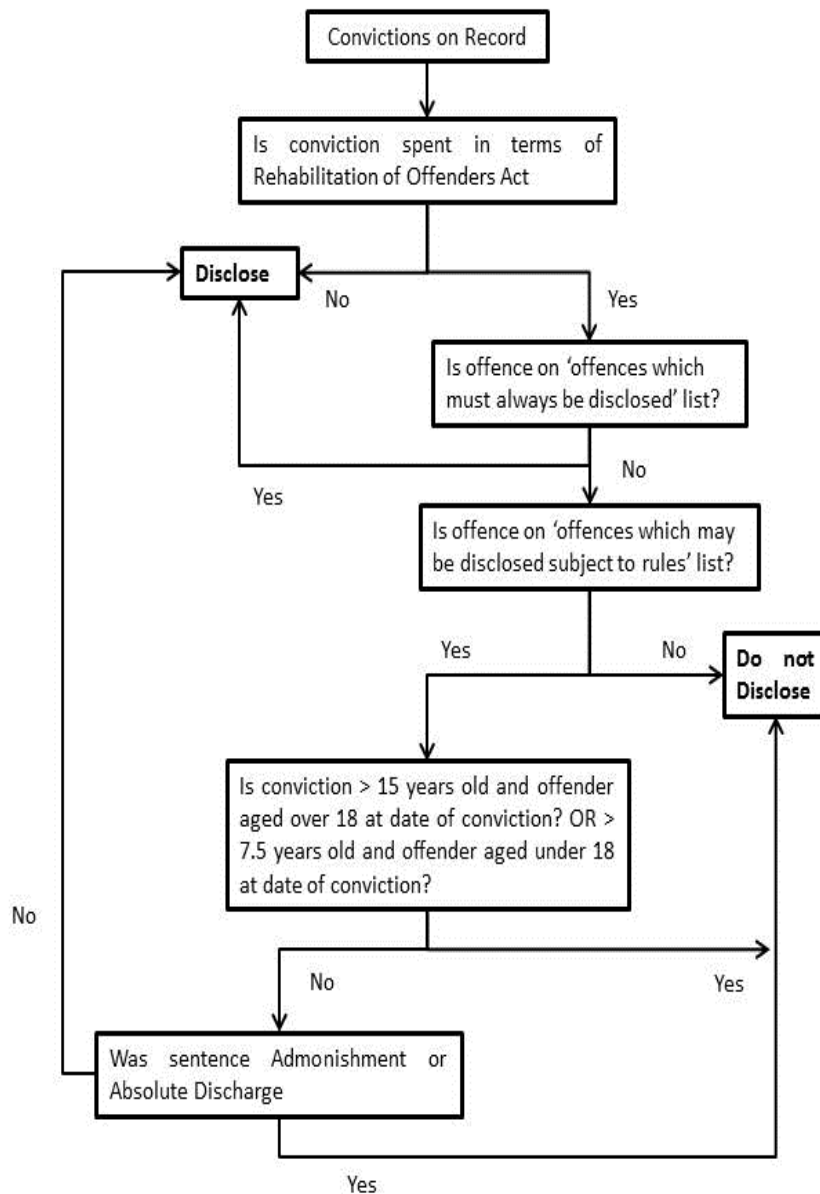 Convictions on Record
Is conviction spent in terms of
Rehabilitation of Offenders Act
Disclose
No
Yes
Is offence on ‘offences which
must always be disclosed’ list?
Yes
No
Is offence on ‘offences which may
be disclosed subject to rules’ list?
Yes
No
Do not
Disclose
Is conviction > 15 years old and offender
aged over 18 at date of conviction? OR >
7.5 years old and offender aged under 18
at date of conviction?
No
No
Yes
Was sentence Admonishment or
Absolute Discharge
Yes